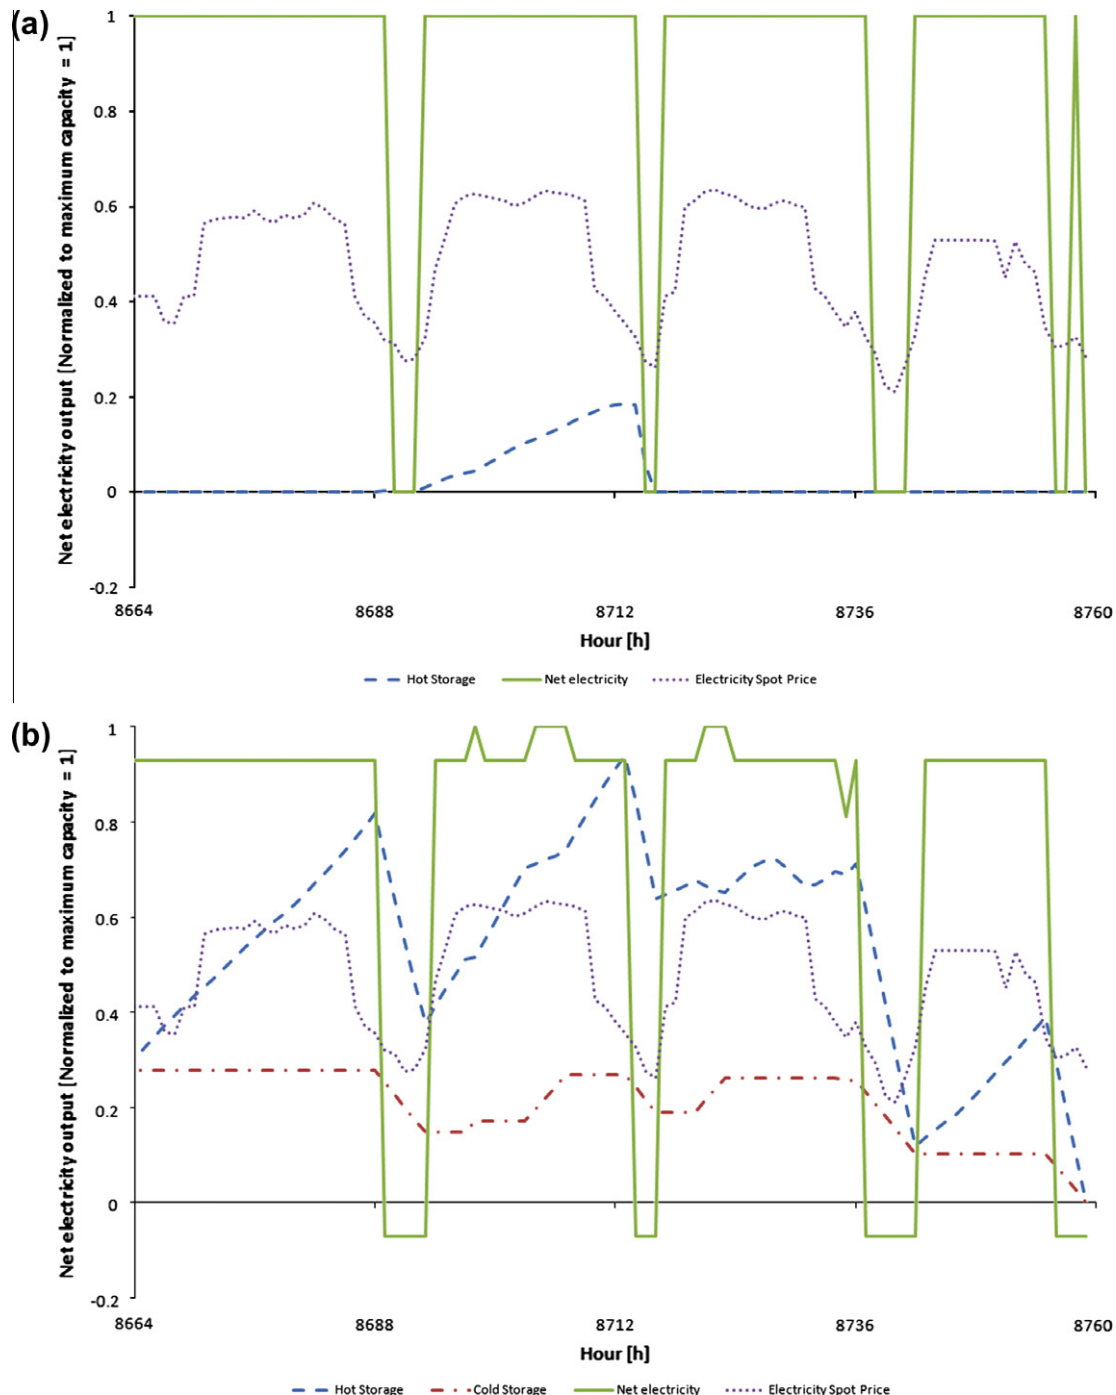 (a)
Net electricity output [Normalized to maximum capacity = 1]
1
0.8
0.6
0.4
0.2
0
-0.2
8664 8688 8712 8736 8760
Hour [h]
Hot Storage Net electricity Electricity Spot Price
(b)
Net electricity output [Normalized to maximum capacity = 1]
1
0.8
0.6
0.4
0.2
0
-0.2
8664 8688 8712 8736 8760
Hour [h]
Hot Storage Cold Storage Net electricity Electricity Spot Price